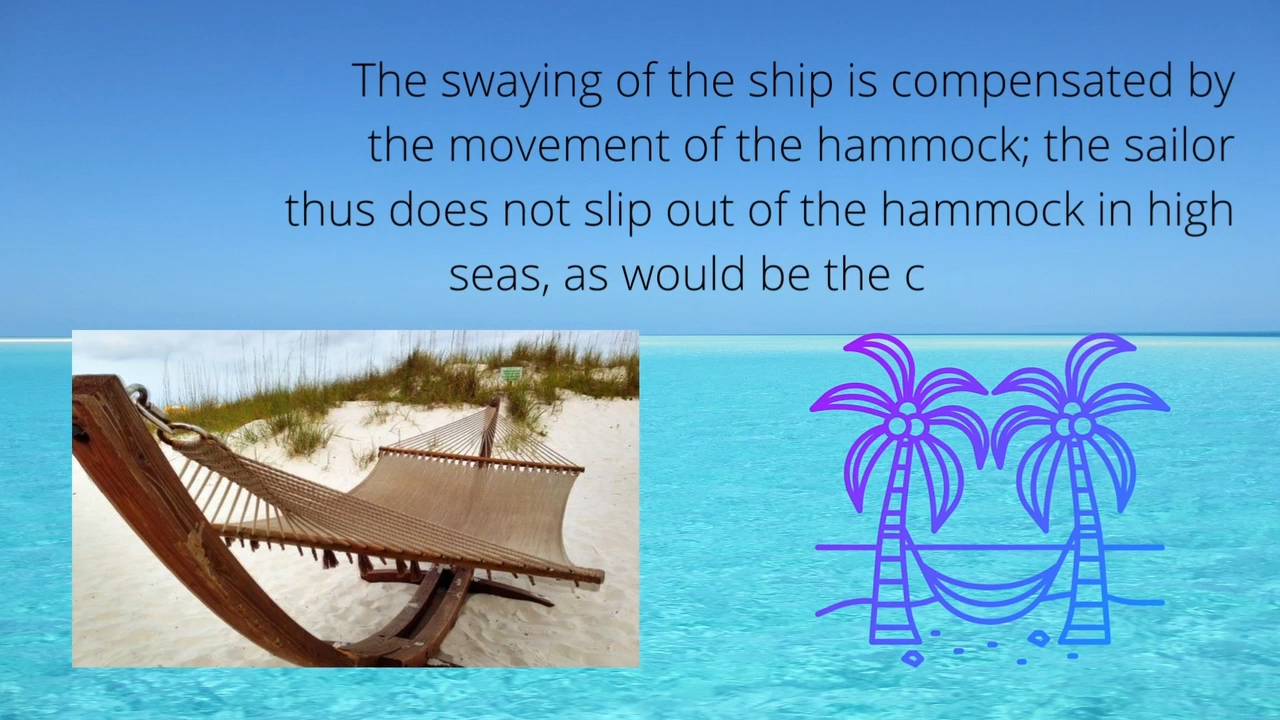 The swaying of the ship is compensated by
the movement of the hammock; the sailor
thus does not slip out of the hammock in high
seas, as would be the c